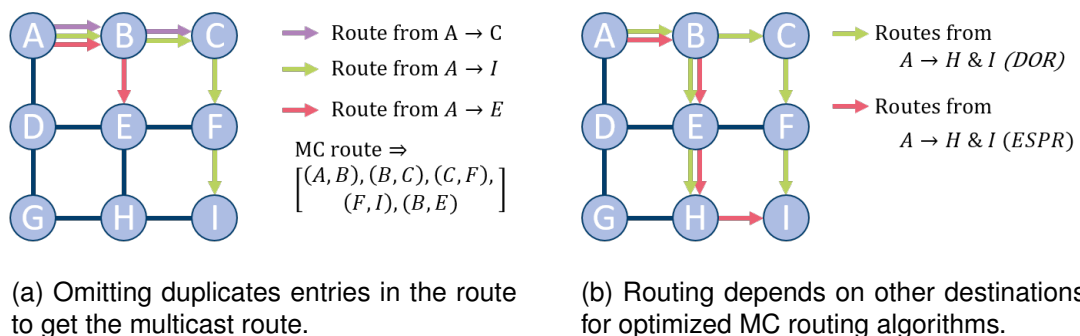 A B C
D E F
G H I
Route from A → C
Route from A → I
Route from A → E
MC route ⇒
[(A, B), (B, C), (C, F),
(F, I), (B, E)]
(a) Omitting duplicates entries in the route
to get the multicast route.
A B C
D E F
G H I
Routes from
A → H & I (DOR)
Routes from
A → H & I (ESPR)
(b) Routing depends on other destinations
for optimized MC routing algorithms.